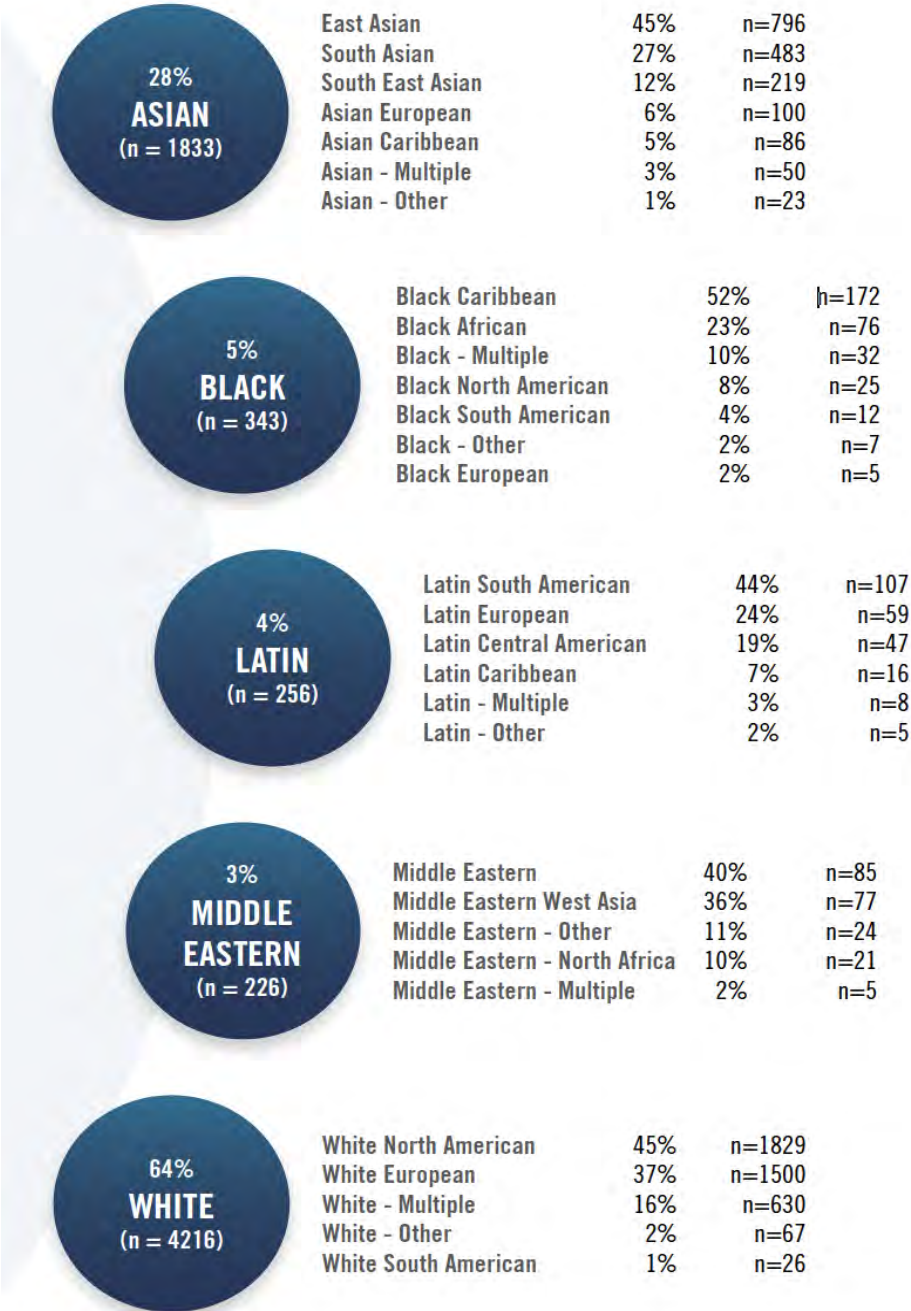 28%
ASIAN
(n = 1833)
East Asian 45% n=796
South Asian 27% n=483
South East Asian 12% n=219
Asian European 6% n=100
Asian Caribbean 5% n=86
Asian - Multiple 3% n=50
Asian - Other 1% n=23
5%
BLACK
(n = 343)
Black Caribbean 52% n=172
Black African 23% n=76
Black - Multiple 10% n=32
Black North American 8% n=25
Black South American 4% n=12
Black - Other 2% n=7
Black European 2% n=5
4%
LATIN
(n = 256)
Latin South American 44% n=107
Latin European 24% n=59
Latin Central American 19% n=47
Latin Caribbean 7% n=16
Latin - Multiple 3% n=8
Latin - Other 2% n=5
3%
MIDDLE
EASTERN
(n = 226)
Middle Eastern 40% n=85
Middle Eastern West Asia 36% n=77
Middle Eastern - Other 11% n=24
Middle Eastern - North Africa 10% n=21
Middle Eastern - Multiple 2% n=5
64%
WHITE
(n = 4216)
White North American 45% n=1829
White European 37% n=1500
White - Multiple 16% n=630
White - Other 2% n=67
White South American 1% n=26